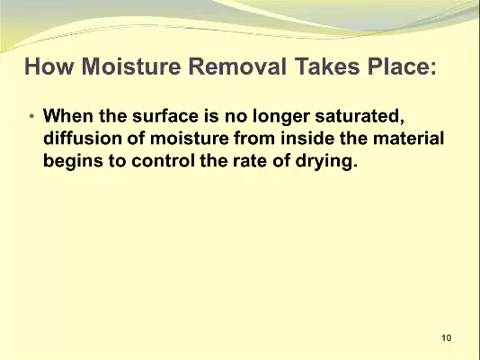 How Moisture Removal Takes Place:
• When the surface is no longer saturated,
diffusion of moisture from inside the material
begins to control the rate of drying.
10